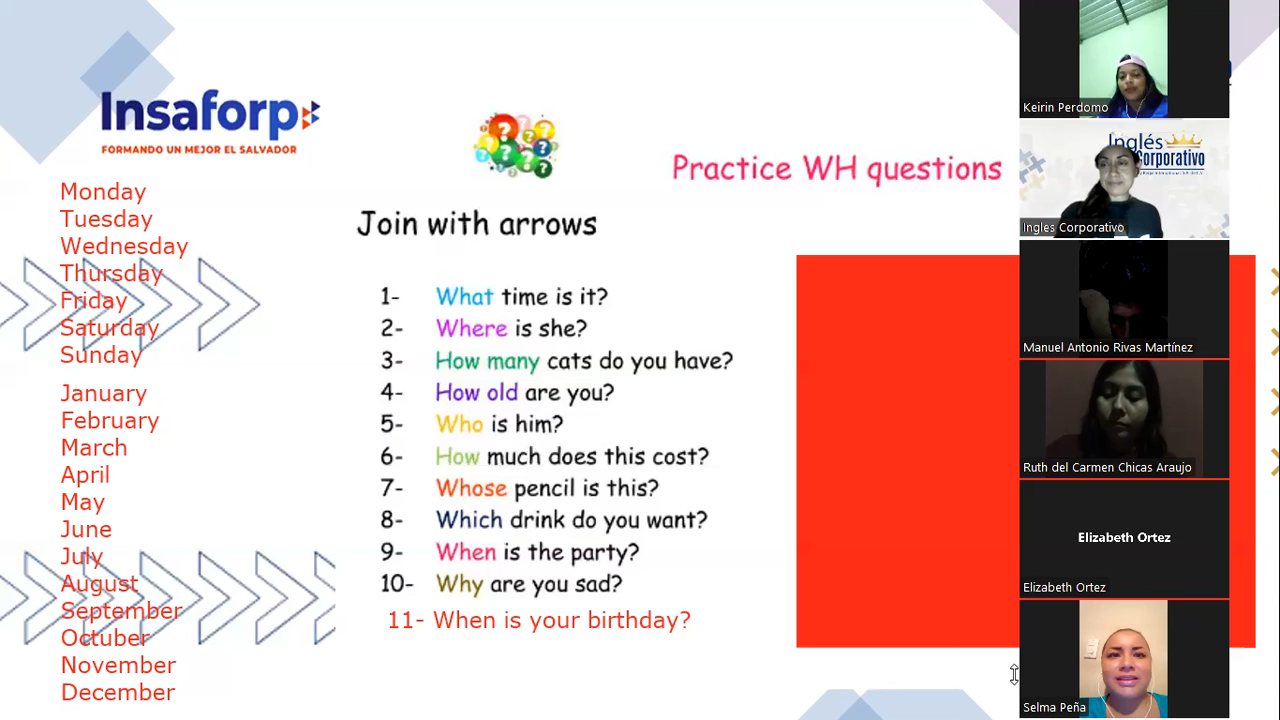 Insaforp
FORMANDO UN MEJOR EL SALVADOR
Practice WH questions
Join with arrows
Monday
Tuesday
Wednesday
Thursday
Friday
Saturday
Sunday
January
February
March
April
May
June
July
August
September
Octuber
November
December
1- What time is it?
2- Where is she?
3- How many cats do you have?
4- How old are you?
5- Who is him?
6- How much does this cost?
7- Whose pencil is this?
8- Which drink do you want?
9- When is the party?
10- Why are you sad?
11- When is your birthday?
Keirin Perdomo
Inglés
Corporativo
Ingles Corporativo
Manuel Antonio Rivas Martínez
Ruth del Carmen Chicas Araujo
Elizabeth Ortez
Elizabeth Ortez
Selma Peña